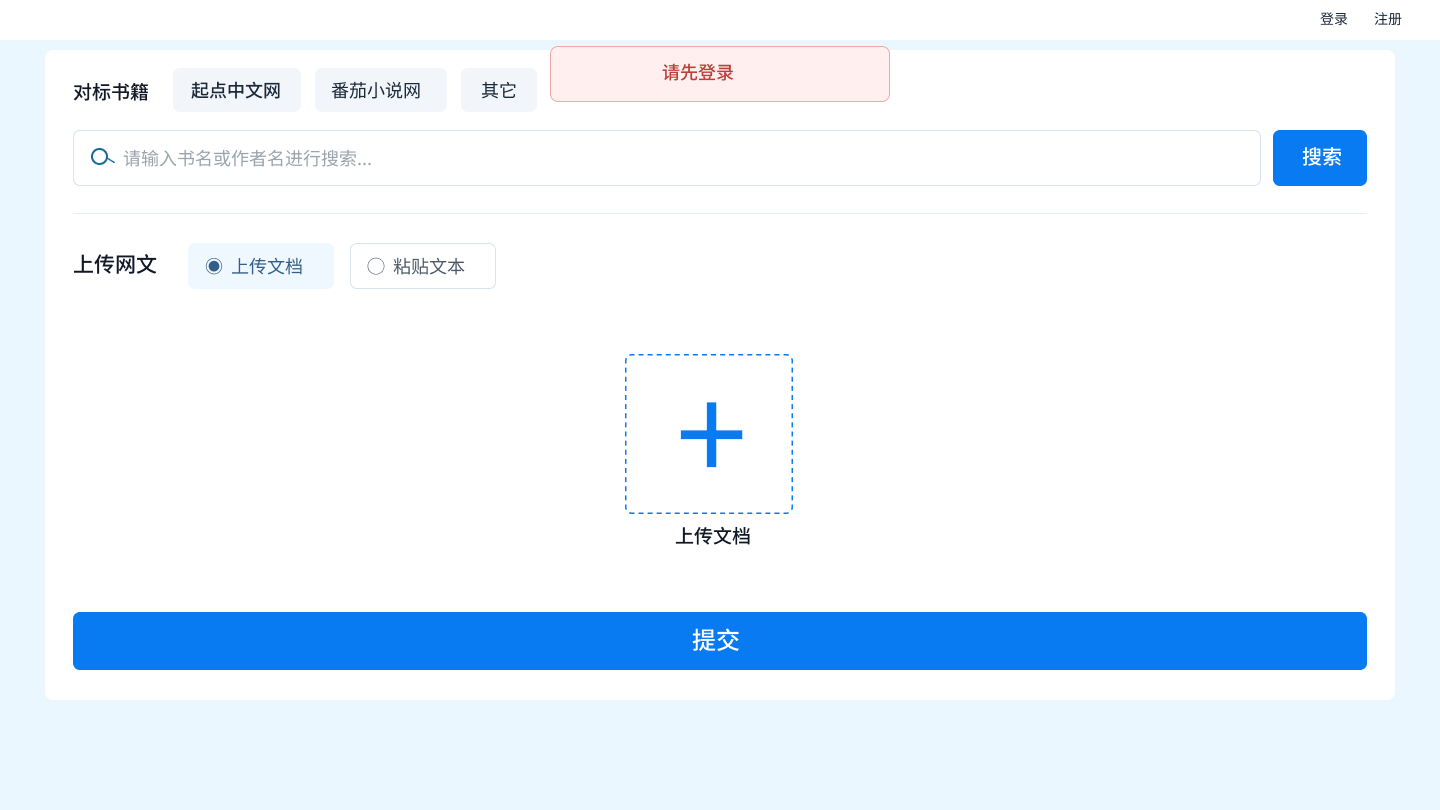 登录 注册
请先登录
对标书籍 起点中文网 番茄小说网 其它
请输入书名或作者名进行搜索... 搜索
上传网文 上传文档 粘贴文本
上传文档
提交